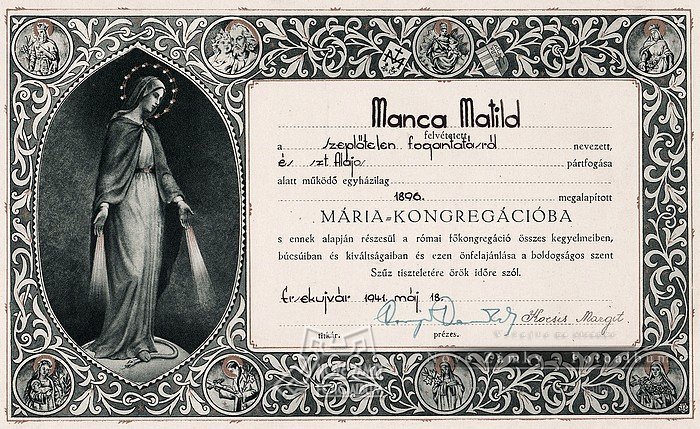 Manca Matild
felvétetett
a szeplőtelen fogantatásról nevezett,
és szt. Alajos pártfogása
alatt működő egyházilag
1896. megalapított
MÁRIA-KONGREGÁCIÓBA
s ennek alapján részesül a római főkongregáció összes kegyelmeiben,
búcsúiban és kiváltságaiban és ezen önfelajánlása a boldogságos szent
Szűz tiszteletére örök időre szól.
Érsekujvár 1941. máj. 18.
Kocsis Margit
titkár. prézes.